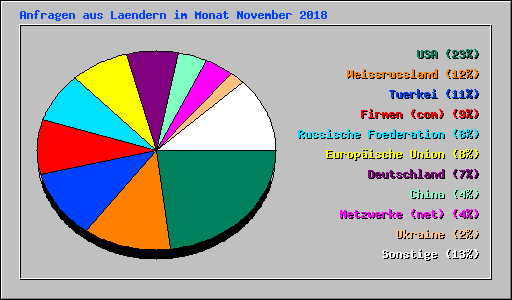 Anfragen aus Laendern im Monat November 2018
USA (23%)
Weissrussland (12%)
Tuerkei (11%)
Firmen (com) (9%)
Russische Foederation (8%)
Europäische Union (8%)
Deutschland (7%)
China (4%)
Netzwerke (net) (4%)
Ukraine (2%)
Sonstige (13%)